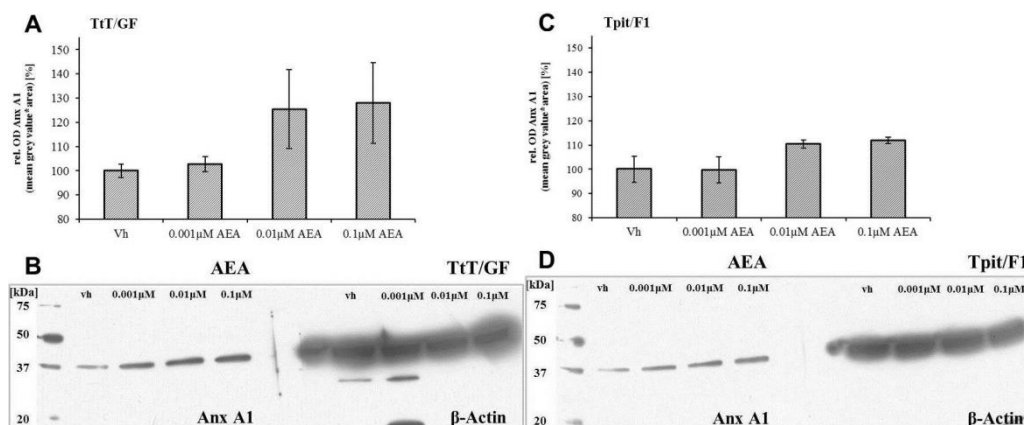 A
TtT/GF
rel. OD Anx A1
(mean grey value* area) [%]
150
140
130
120
110
100
90
80
Vh
0.001µM AEA
0.01µM AEA
0.1µM AEA
C
Tpit/F1
rel. OD Anx A1
(mean grey value* area) [%]
150
140
130
120
110
100
90
80
Vh
0.001µM AEA
0.01µM AEA
0.1µM AEA
B
AEA
TtT/GF
[kDa]
vh
0.001µM
0.01µM
0.1µM
vh
0.001µM
0.01µM
0.1µM
75
50
37
20
Anx A1
β-Actin
D
AEA
Tpit/F1
[kDa]
vh
0.001µM
0.01µM
0.1µM
vh
0.001µM
0.01µM
0.1µM
75
50
37
20
Anx A1
β-Actin